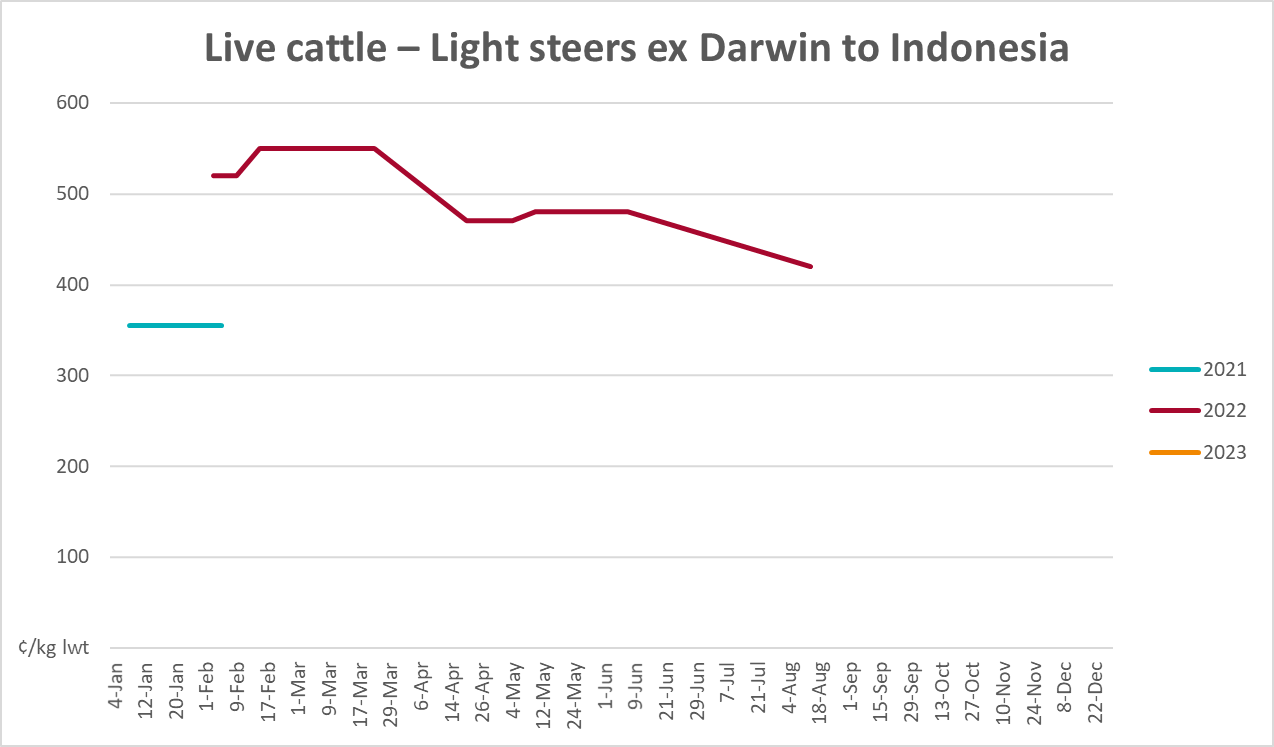 Live cattle – Light steers ex Darwin to Indonesia
600
500
400
300
200
100
¢/kg lwt
4-Jan
12-Jan
20-Jan
1-Feb
9-Feb
17-Feb
1-Mar
9-Mar
17-Mar
29-Mar
6-Apr
14-Apr
26-Apr
4-May
12-May
24-May
1-Jun
9-Jun
21-Jun
29-Jun
7-Jul
21-Jul
4-Aug
18-Aug
1-Sep
15-Sep
29-Sep
13-Oct
27-Oct
10-Nov
24-Nov
8-Dec
22-Dec
2021
2022
2023